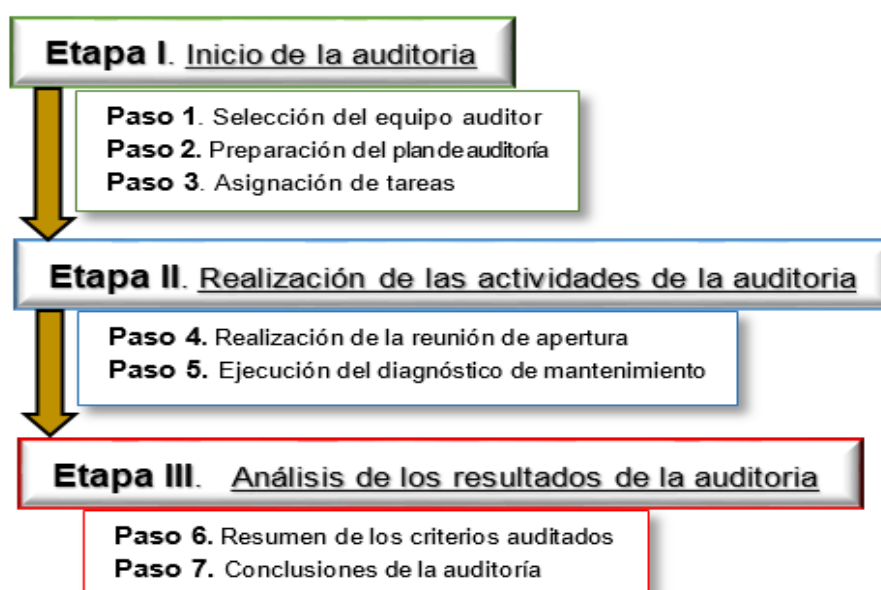 Etapa I. Inicio de la auditoria
Paso 1. Selección del equipo auditor
Paso 2. Preparación del plan de auditoría
Paso 3. Asignación de tareas
Etapa II. Realización de las actividades de la auditoria
Paso 4. Realización de la reunión de apertura
Paso 5. Ejecución del diagnóstico de mantenimiento
Etapa III. Análisis de los resultados de la auditoria
Paso 6. Resumen de los criterios auditados
Paso 7. Conclusiones de la auditoría